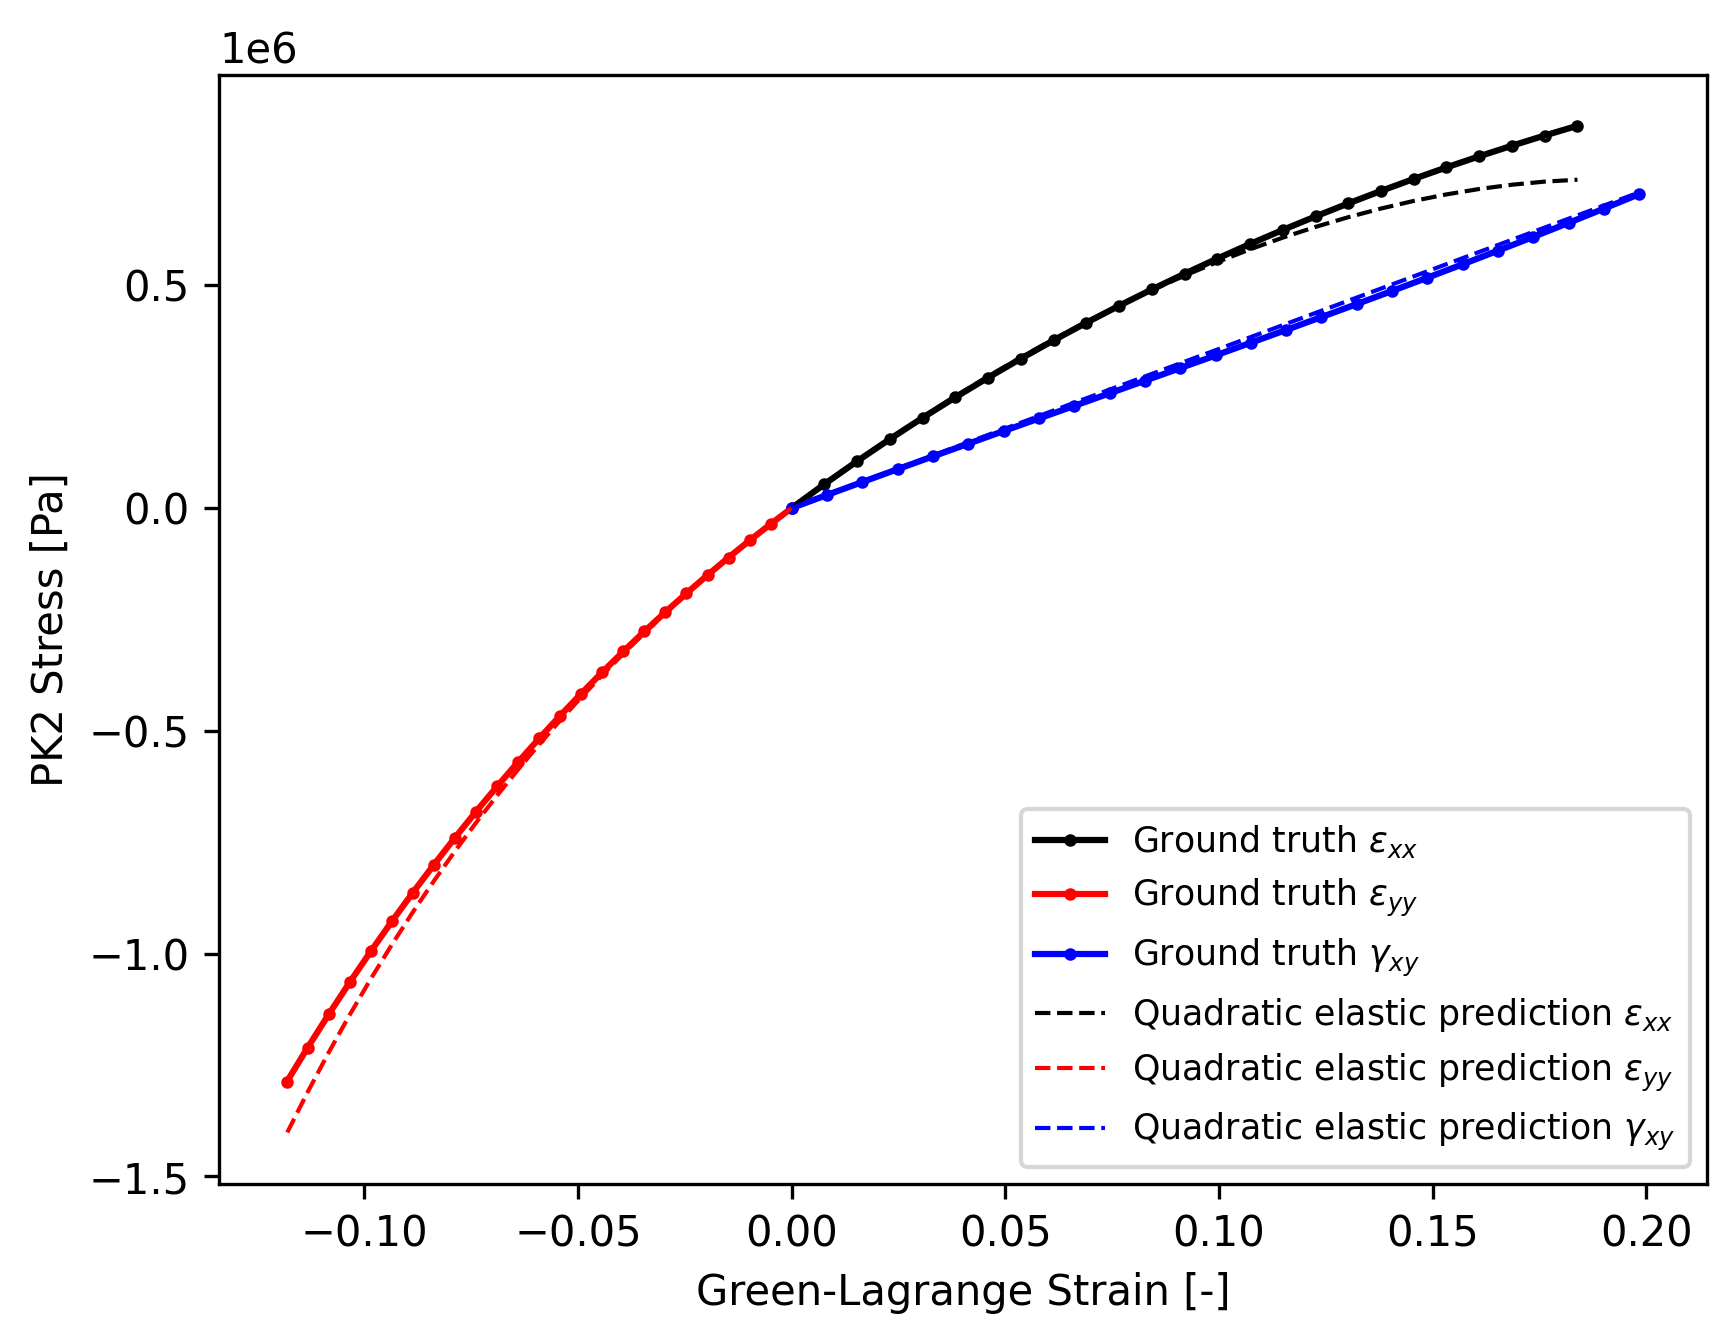 1e6
0.5
0.0
−0.5
−1.0
−1.5
PK2 Stress [Pa]
Ground truth εxx
Ground truth εyy
Ground truth γxy
Quadratic elastic prediction εxx
Quadratic elastic prediction εyy
Quadratic elastic prediction γxy
−0.10 −0.05 0.00 0.05 0.10 0.15 0.20
Green-Lagrange Strain [-]